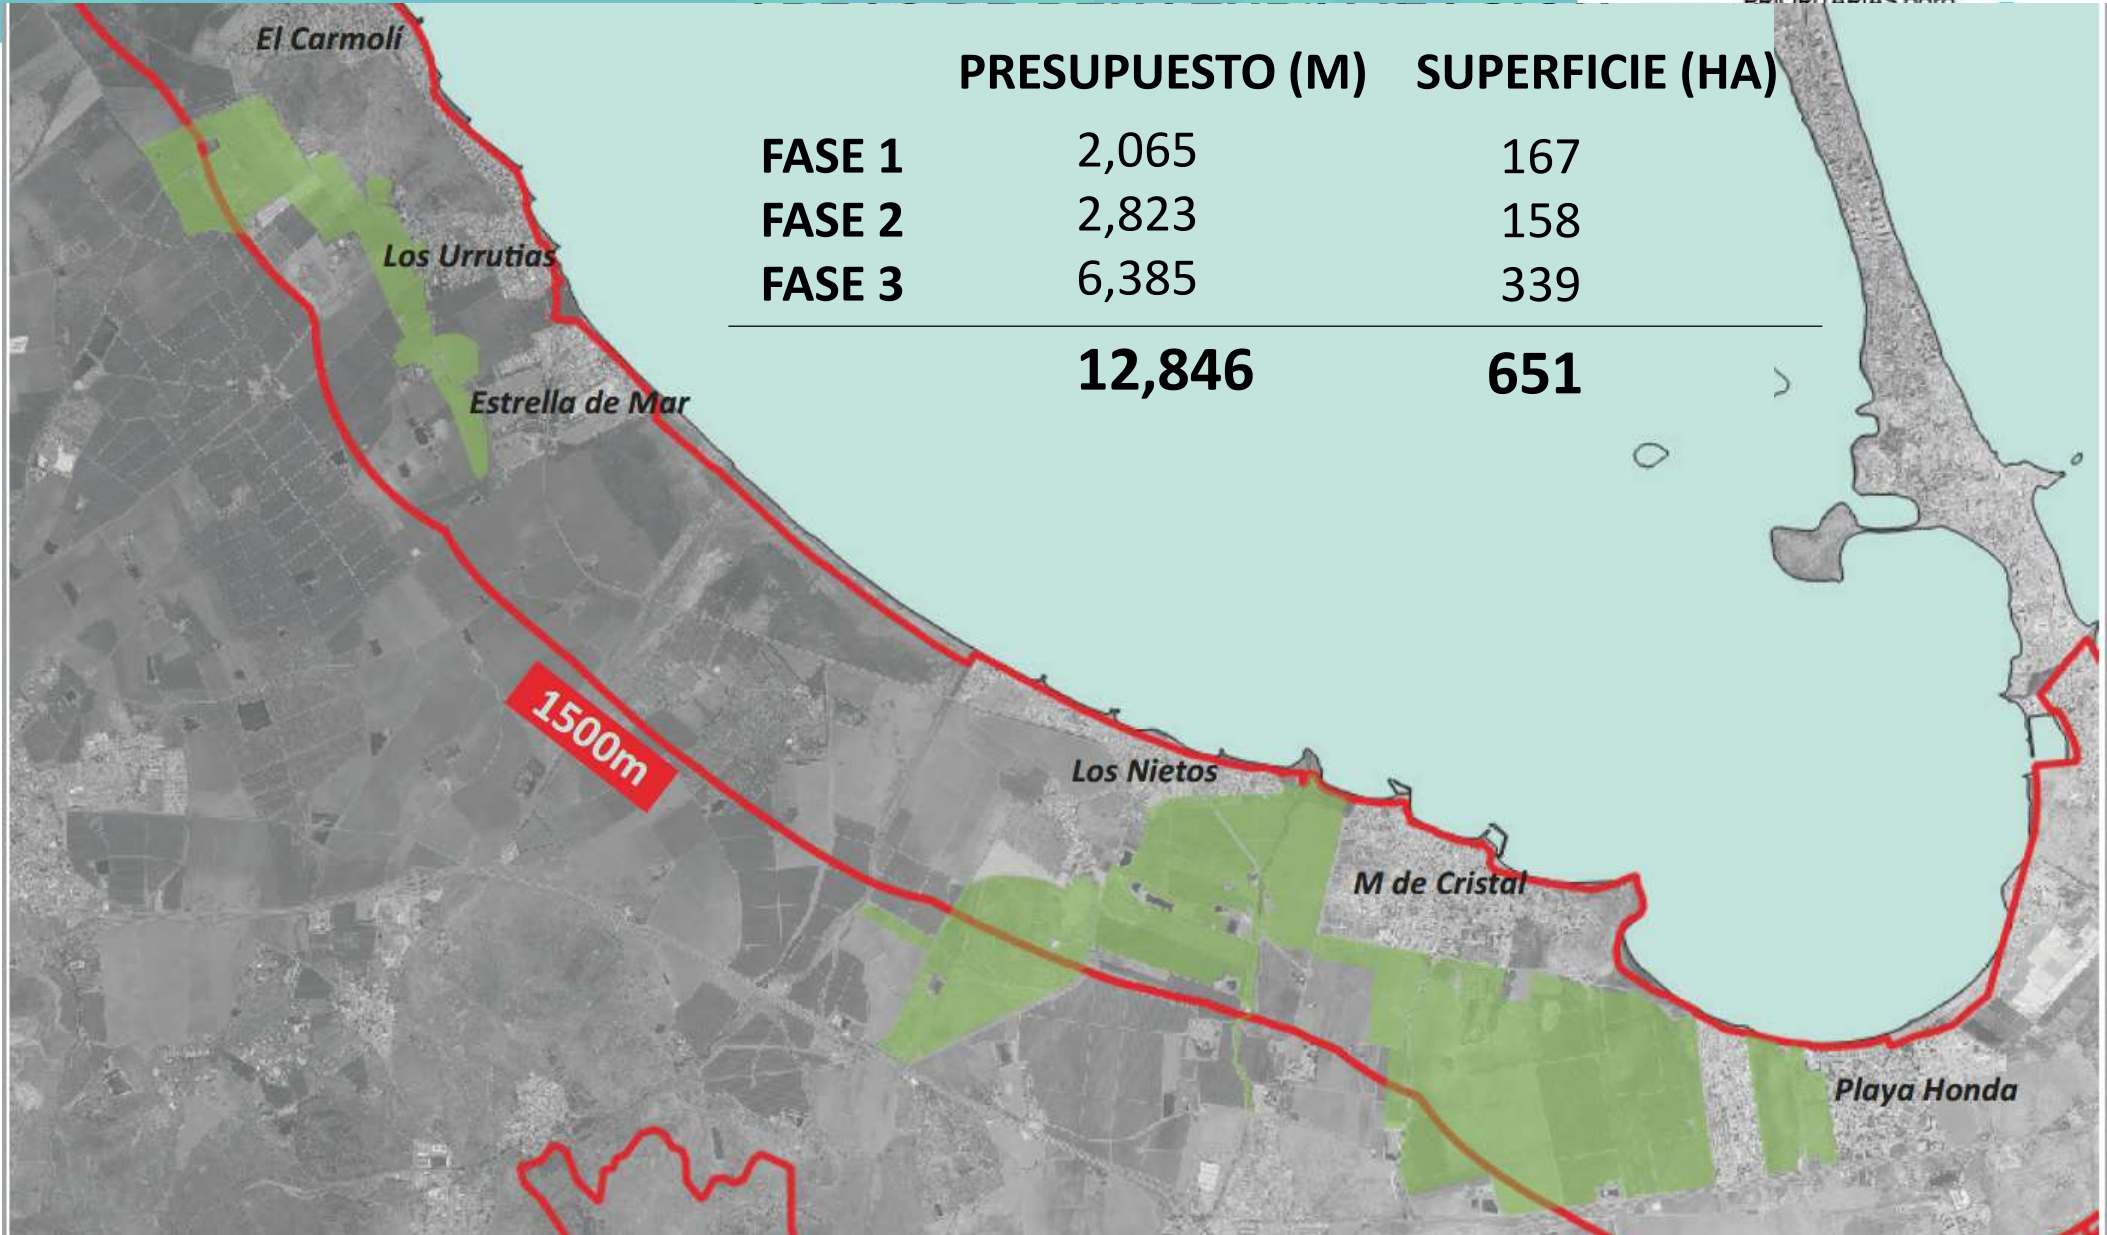 PRESUPUESTO (M) SUPERFICIE (HA)
FASE 1 2,065 167
FASE 2 2,823 158
FASE 3 6,385 339
12,846 651
El Carmolí
Los Urrutias
Estrella de Mar
1500m
Los Nietos
M de Cristal
Playa Honda